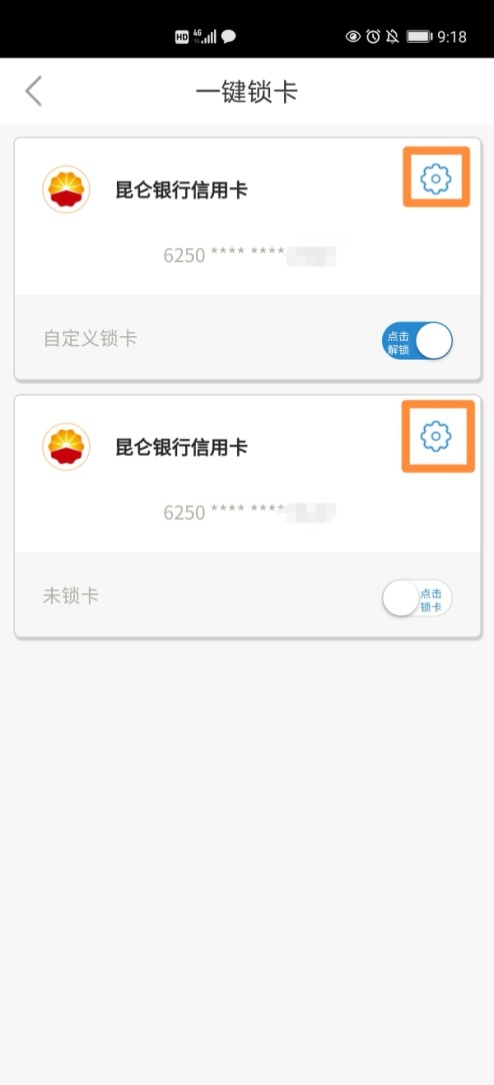 HD 4G 9:18
一键锁卡
昆仑银行信用卡
6250 **** ****
自定义锁卡
点击
解锁
昆仑银行信用卡
6250 **** ****
未锁卡
点击
锁卡